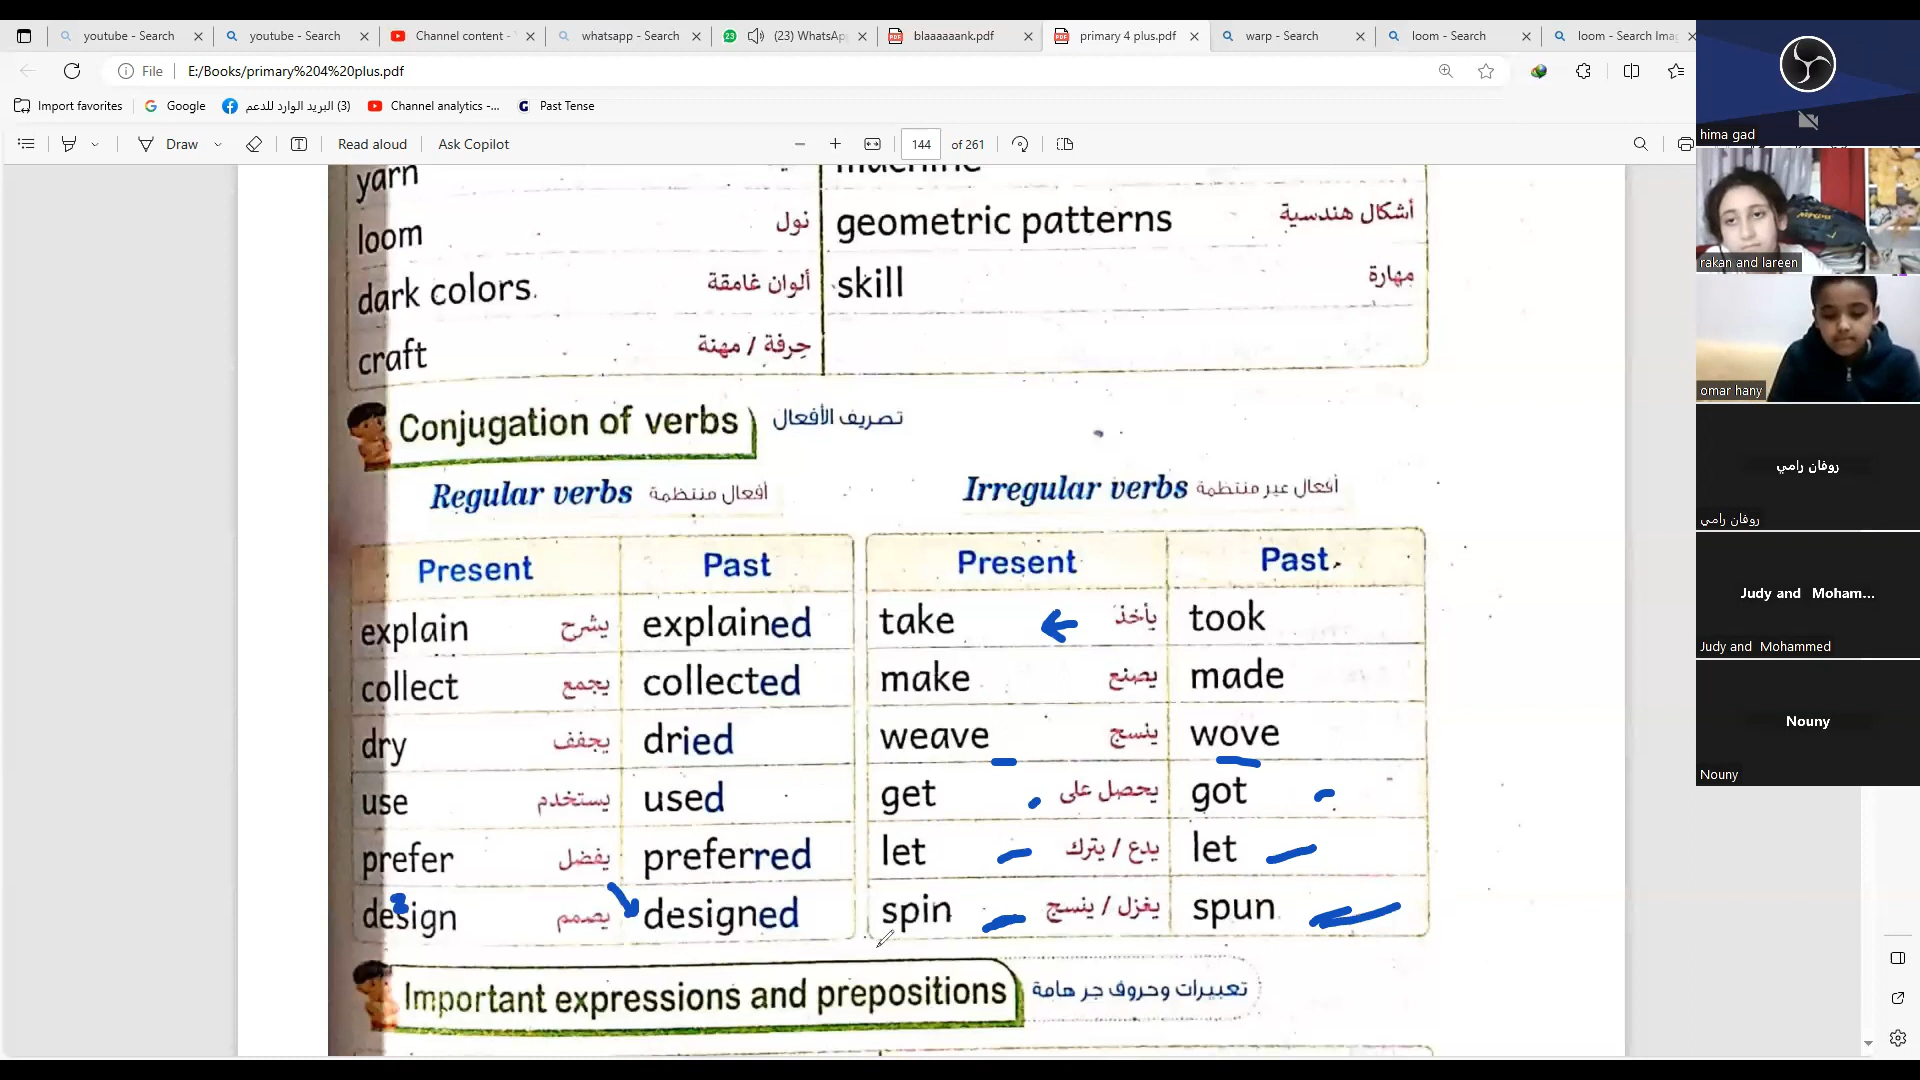 youtube - Search
youtube - Search
Channel content -
whatsapp - Search
23
(23) WhatsAp
blaaaaaank.pdf
primary 4 plus.pdf
warp - Search
loom - Search
loom - Search Ima
File
E:/Books/primary%204%20plus.pdf
Import favorites
Google
(3) البريد الوارد للدعم
Channel analytics -...
Past Tense
Draw
Read aloud
Ask Copilot
144 of 261
yarn
machine
loom نول
geometric patterns أشكال هندسية
dark colors. ألوان غامقة
skill مهارة
craft حِرفة / مهنة
Conjugation of verbs تصريف الأفعال
Regular verbs أفعال منتظمة
Irregular verbs أفعال غير منتظمة
Present Past Present Past
explain يشرح explained take يأخذ took
collect يجمع collected make يصنع made
dry يجفف dried weave ينسج wove
use يستخدم used get يحصل على got
prefer يفضل preferred let يدع / يترك let
design يصمم designed spin يغزل / ينسج spun
Important expressions and prepositions تعبيرات وحروف جر هامة
hima gad
rakan and lareen
omar hany
روفان رامي
روفان رامي
Judy and Moham...
Judy and Mohammed
Nouny
Nouny